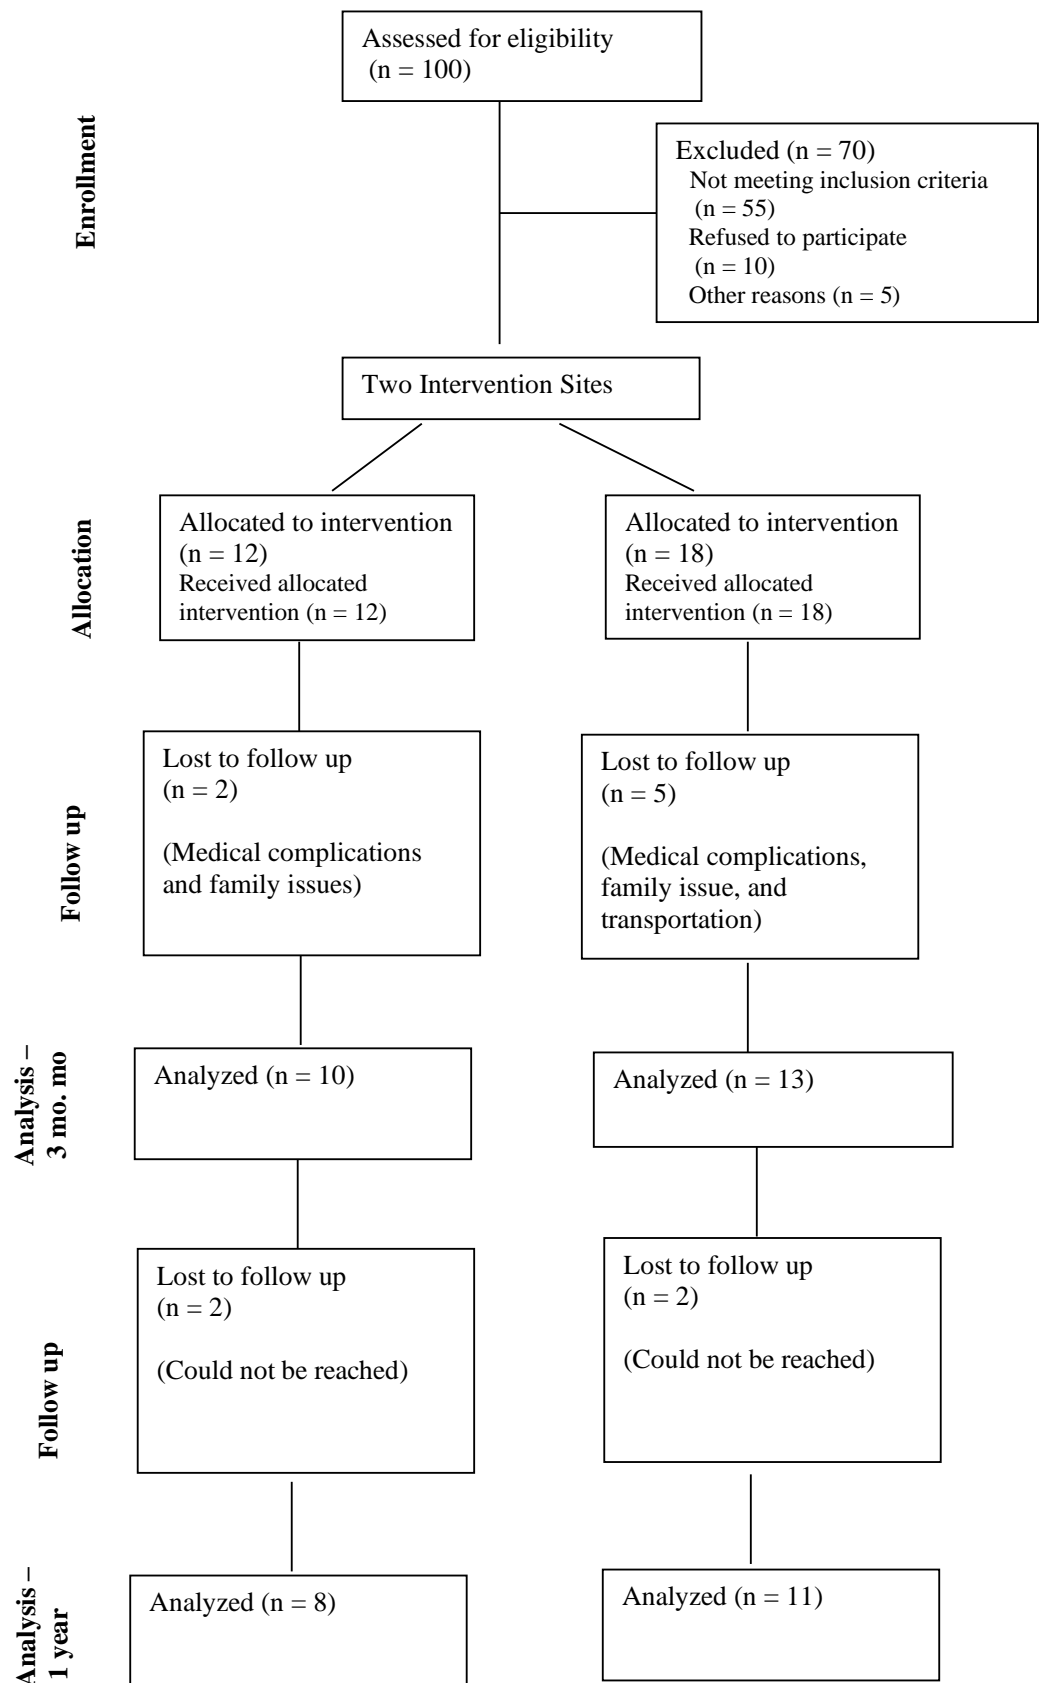 Assessed for eligibility
(n = 100)
Enrollment
Excluded (n = 70)
Not meeting inclusion criteria
(n = 55)
Refused to participate
(n = 10)
Other reasons (n = 5)
Two Intervention Sites
Allocation
Allocated to intervention
(n = 12)
Received allocated
intervention (n = 12)
Allocated to intervention
(n = 18)
Received allocated
intervention (n = 18)
Follow up
Lost to follow up
(n = 2)
(Medical complications
and family issues)
Lost to follow up
(n = 5)
(Medical complications,
family issue, and
transportation)
Analysis –
3 mo. mo
Analyzed (n = 10)
Analyzed (n = 13)
Follow up
Lost to follow up
(n = 2)
(Could not be reached)
Lost to follow up
(n = 2)
(Could not be reached)
Analysis –
1 year
Analyzed (n = 8)
Analyzed (n = 11)